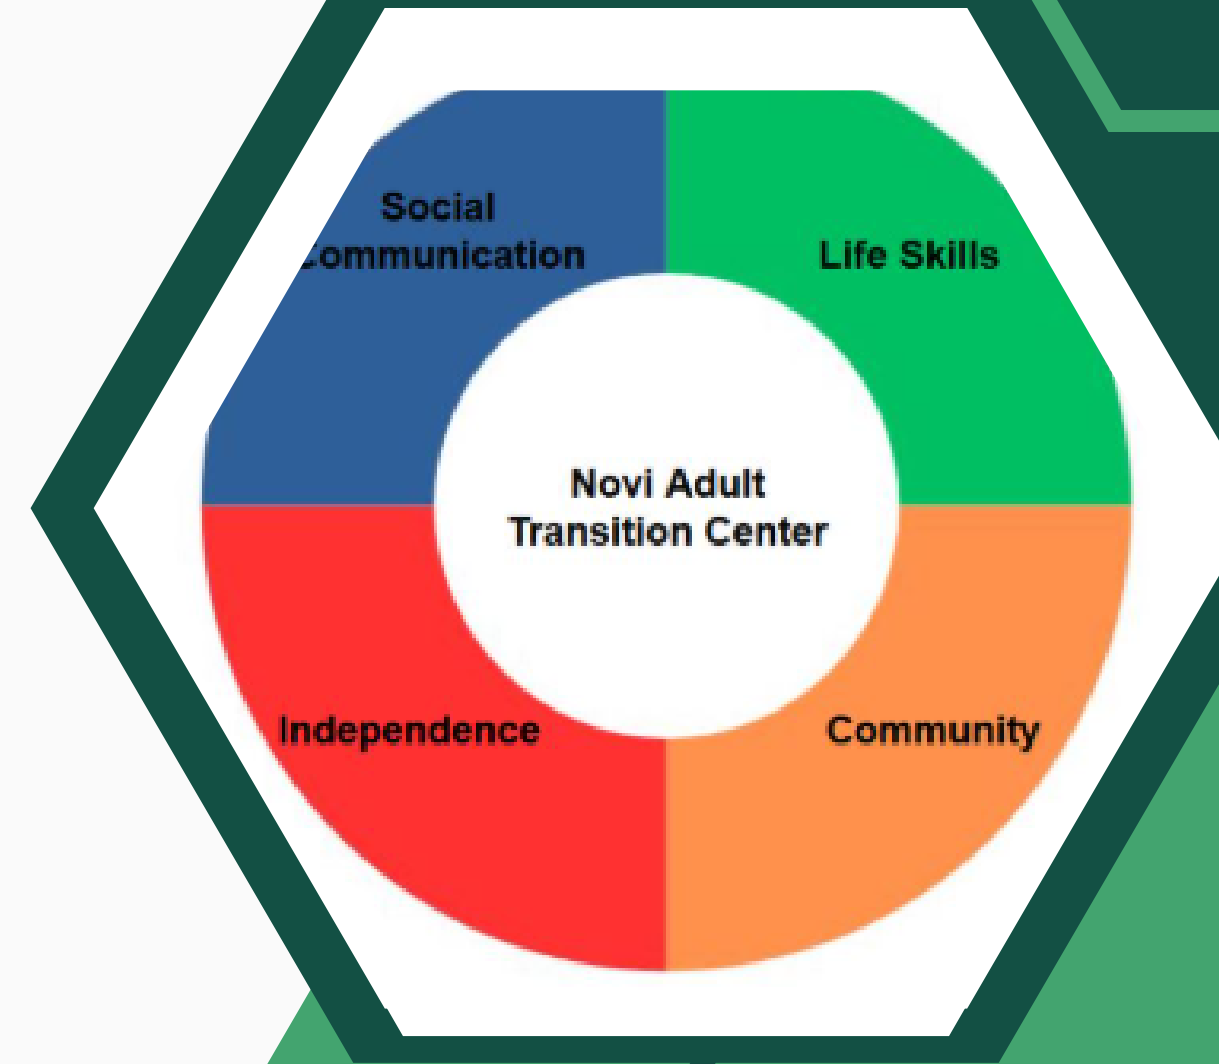 Social
Communication
Life Skills
Novi Adult
Transition Center
Independence
Community